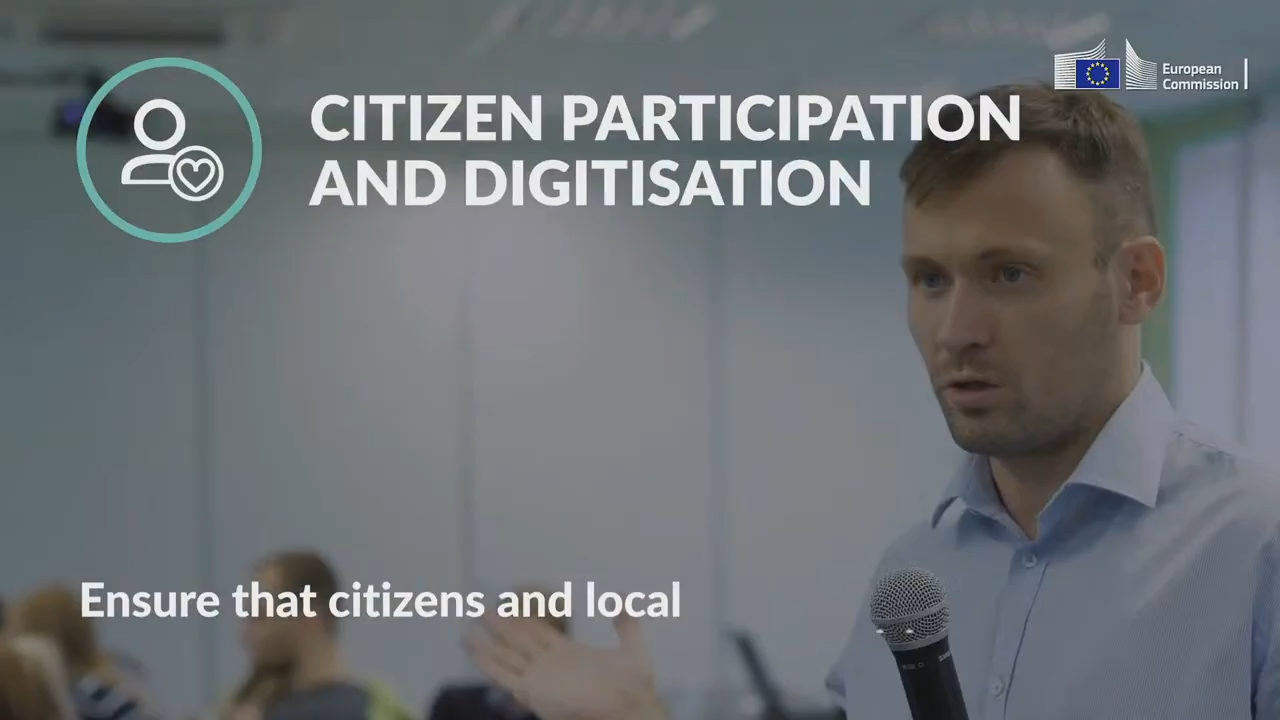 European
Commission
CITIZEN PARTICIPATION
AND DIGITISATION
Ensure that citizens and local